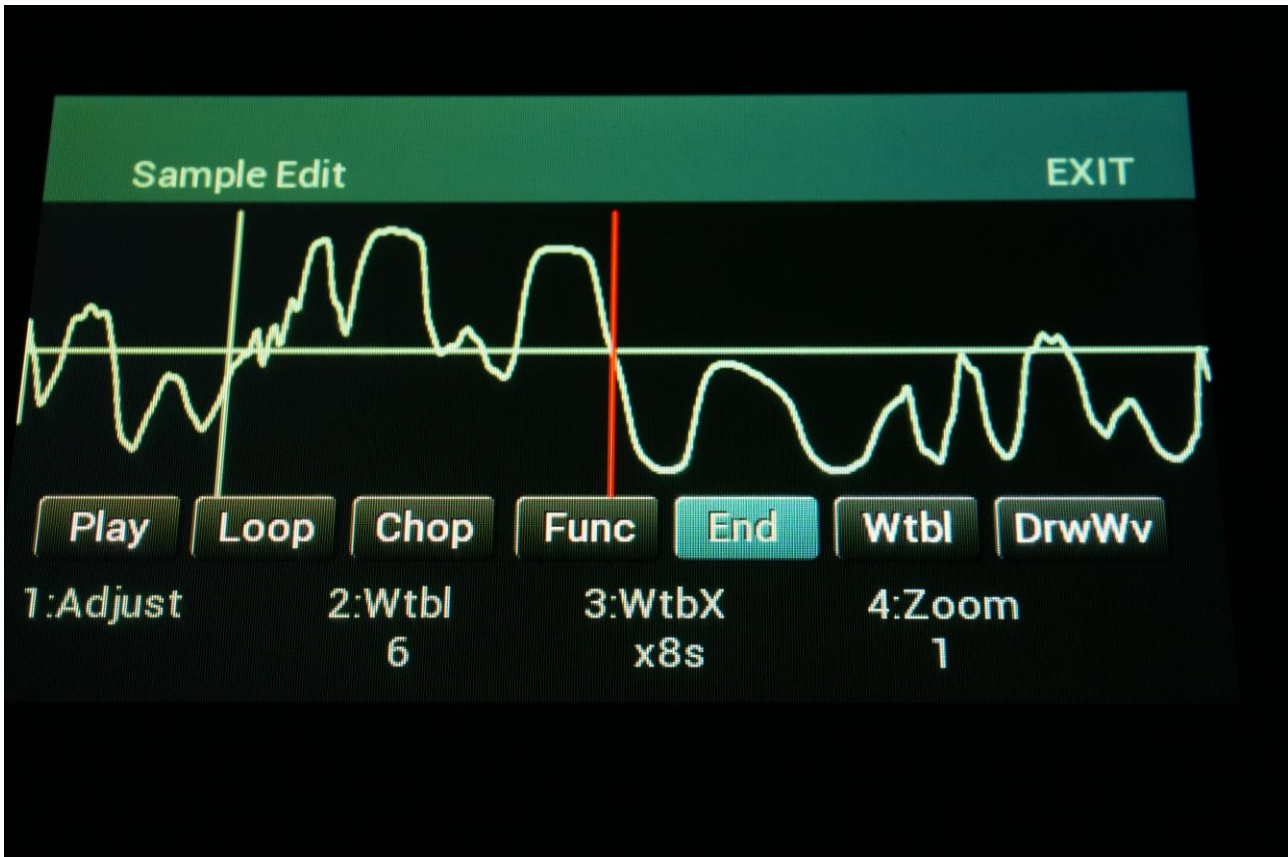 Sample Edit EXIT
Play Loop Chop Func End Wtbl DrwWv
1:Adjust 2:Wtbl 3:WtbX 4:Zoom
6 x8s 1